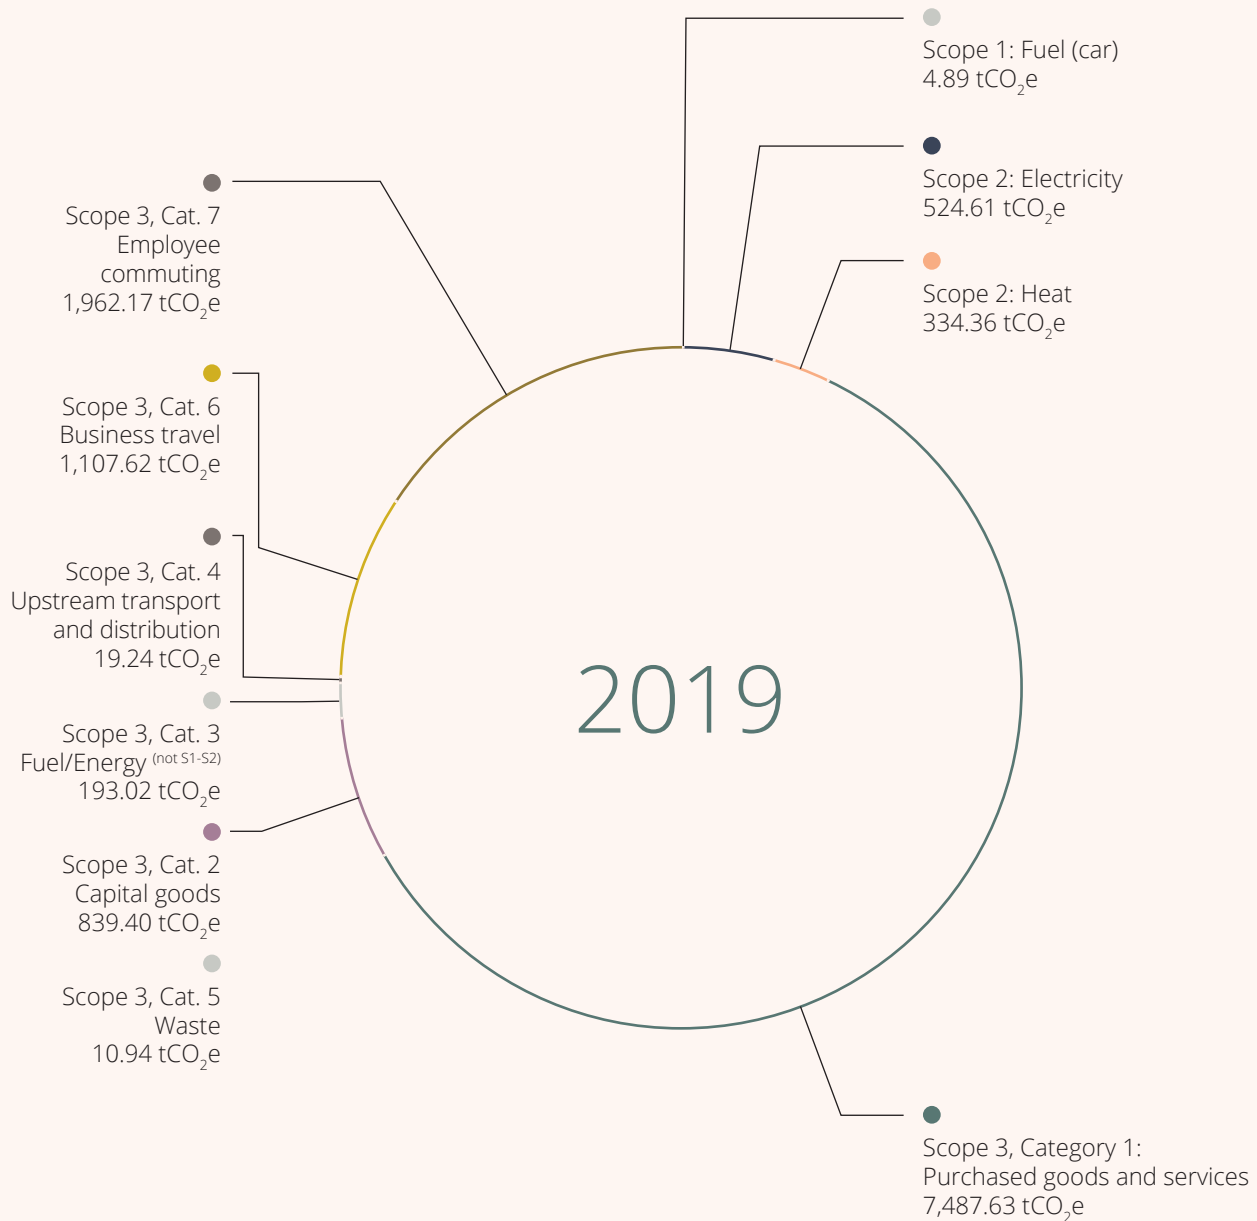 Scope 1: Fuel (car)
4.89 tCO₂e
Scope 2: Electricity
524.61 tCO₂e
Scope 2: Heat
334.36 tCO₂e
Scope 3, Cat. 7
Employee
commuting
1,962.17 tCO₂e
Scope 3, Cat. 6
Business travel
1,107.62 tCO₂e
Scope 3, Cat. 4
Upstream transport
and distribution
19.24 tCO₂e
Scope 3, Cat. 3
Fuel/Energy (not S1-S2)
193.02 tCO₂e
Scope 3, Cat. 2
Capital goods
839.40 tCO₂e
Scope 3, Cat. 5
Waste
10.94 tCO₂e
2019
Scope 3, Category 1:
Purchased goods and services
7,487.63 tCO₂e